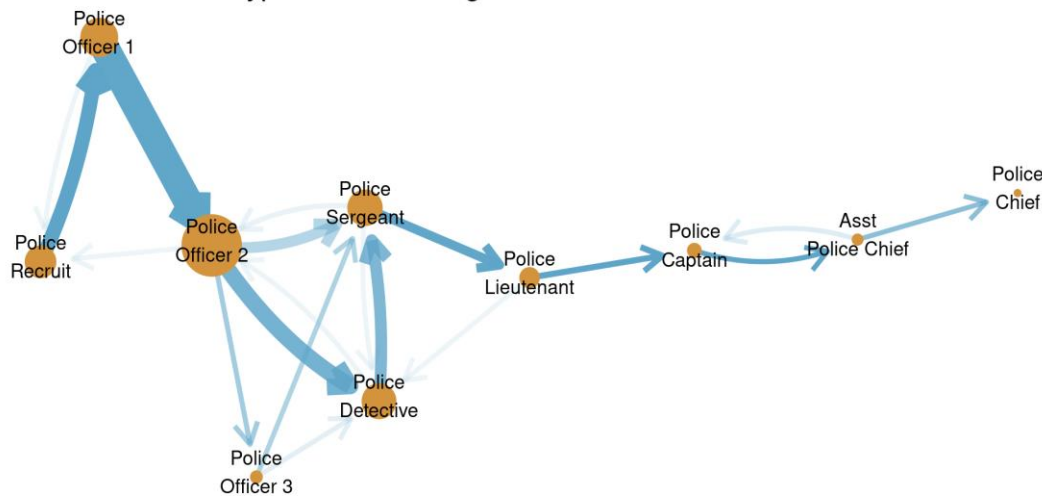 Police
Officer 1
Police
Recruit
Police
Officer 2
Police
Sergeant
Police
Detective
Police
Officer 3
Police
Lieutenant
Police
Captain
Asst
Police Chief
Police
Chief